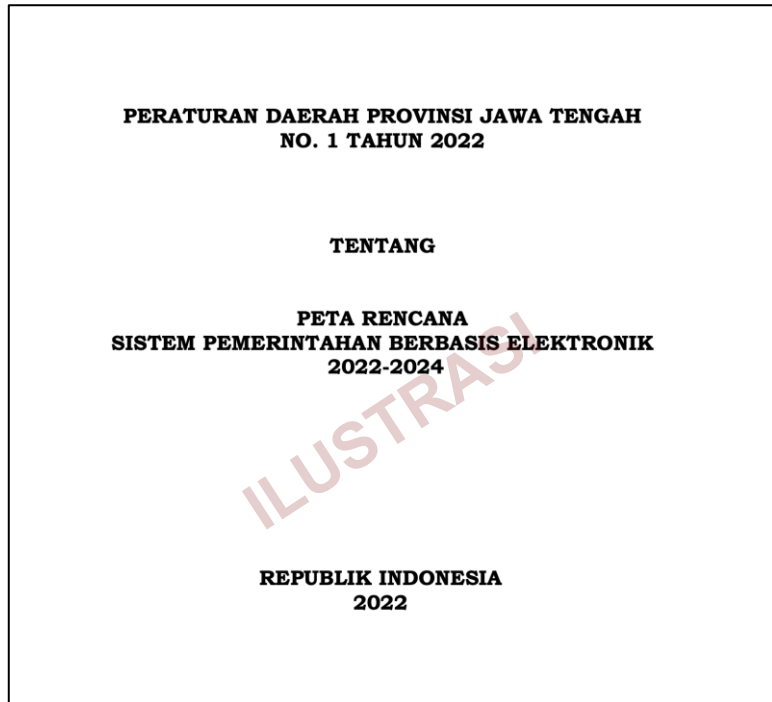 PERATURAN DAERAH PROVINSI JAWA TENGAH
NO. 1 TAHUN 2022
TENTANG
PETA RENCANA
SISTEM PEMERINTAHAN BERBASIS ELEKTRONIK
2022-2024
ILUSTRASI
REPUBLIK INDONESIA
2022